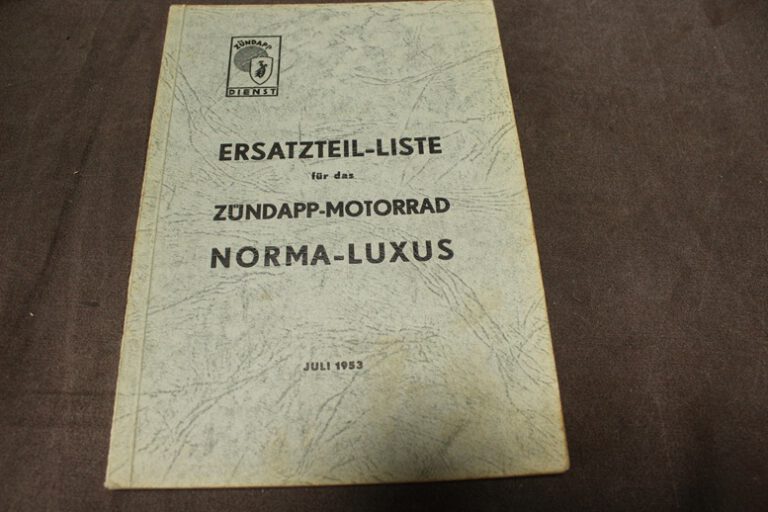 ZÜNDAPP
DIENST
ERSATZTEIL-LISTE
für das
ZÜNDAPP-MOTORRAD
NORMA-LUXUS
JULI 1953